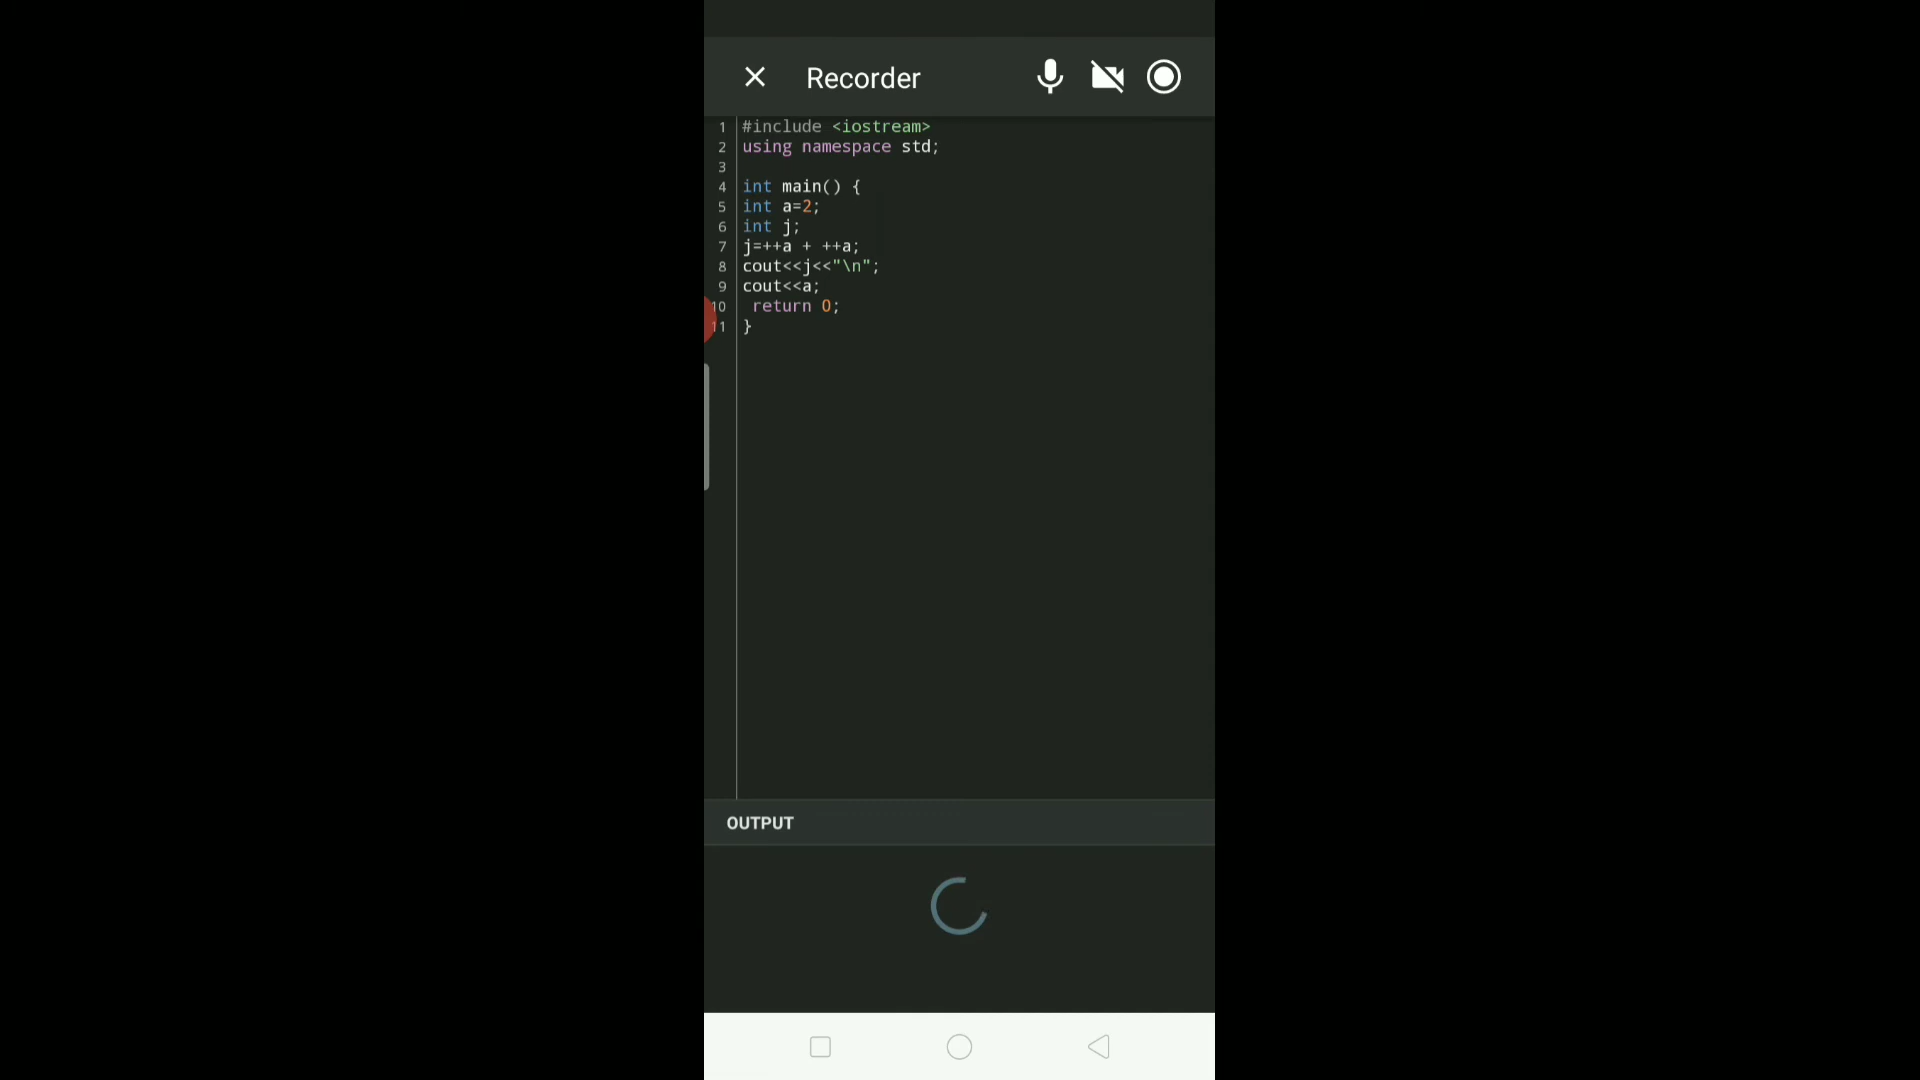 Recorder
1 #include <iostream>
2 using namespace std;
3
4 int main() {
5 int a=2;
6 int j;
7 j=++a + ++a;
8 cout<<j<<"\n";
9 cout<<a;
10  return 0;
11 }
OUTPUT